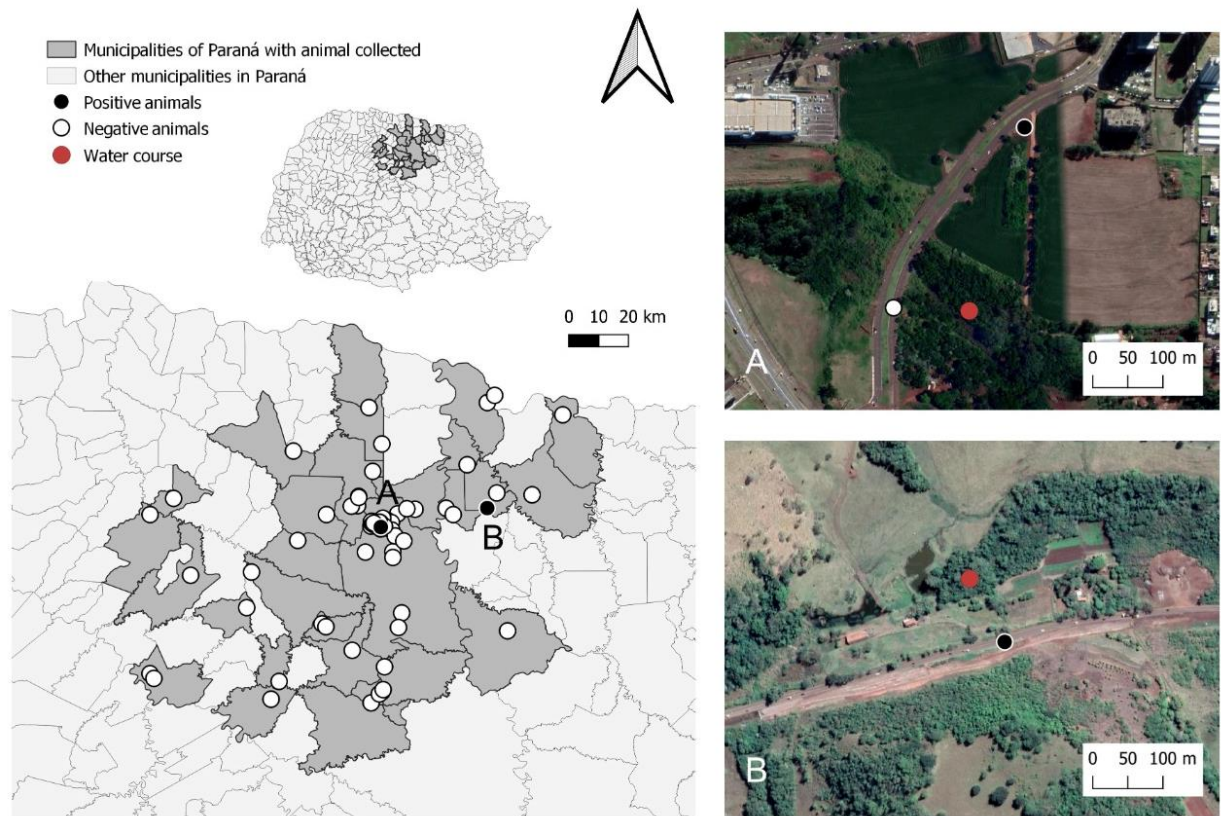 Municipalities of Paraná with animal collected
Other municipalities in Paraná
Positive animals
Negative animals
Water course
0 10 20 km
A
B
A
0 50 100 m
B
0 50 100 m